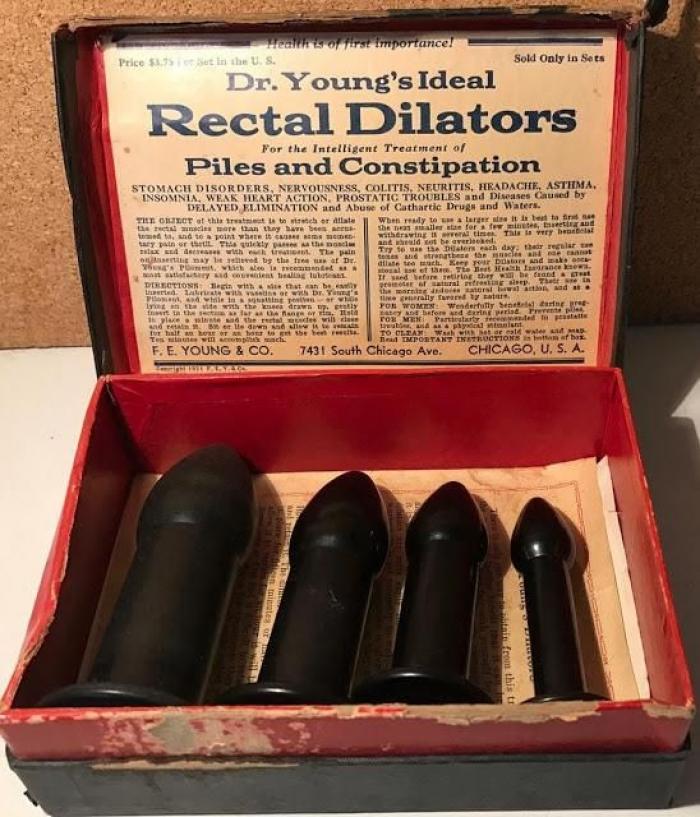 Health is of first importance!
Price $3.75 Per Set in the U. S.
Sold Only in Sets
Dr. Young's Ideal
Rectal Dilators
For the Intelligent Treatment of
Piles and Constipation
STOMACH DISORDERS, NERVOUSNESS, COLITIS, NEURITIS, HEADACHE, ASTHMA,
INSOMNIA, WEAK HEART ACTION, PROSTATIC TROUBLES and Diseases Caused by
DELAYED ELIMINATION and Abuse of Cathartic Drugs and Waters.
THE OBJECT of this treatment is to stretch or dilate
the rectal muscles more than they have been accus-
tomed to, and to a point where it causes some momen-
tary pain or thrill. This quickly passes as the muscles
relax and decreases with each treatment. The pain
on inserting may be relieved by the free use of Dr.
Young's Piloment, which also is recommended as a
most satisfactory and convenient healing lubricant.
DIRECTIONS: Begin with a size that can be easily
inserted. Lubricate with vaseline or with Dr. Young's
Piloment, and while in a squatting position—or while
lying on the side with the knees drawn up, gently
insert in the rectum as far as the flange or rim. Hold
in place a minute and the rectal muscles will close
and retain it. Sit or lie down and allow it to remain
for half an hour or an hour to get the best results.
Ten minutes will accomplish much.
When ready to use a larger size it is best to first use
the next smaller size for a few minutes, inserting and
withdrawing it several times. This is very beneficial
and should not be overlooked.
Try to use the Dilators each day; their regular use
tones and strengthens the muscles and one cannot
dilate too much. Keep your Dilators and make occa-
sional use of them. The Best Health Insurance known.
If used before retiring they will be found a great
promoter of natural refreshing sleep. Their use in
the morning induces natural bowel action, and as a
tone generally favored by nature.
FOR WOMEN: Wonderfully beneficial during preg-
nancy and before and during period. Prevents piles.
FOR MEN: Particularly recommended in prostatic
troubles, and as a physical stimulant.
TO CLEAN: Wash with hot or cold water and soap.
Read IMPORTANT INSTRUCTIONS in bottom of box.
F. E. YOUNG & CO. 7431 South Chicago Ave. CHICAGO, U. S. A.
Copyright 1931 F. E. Y. & Co.